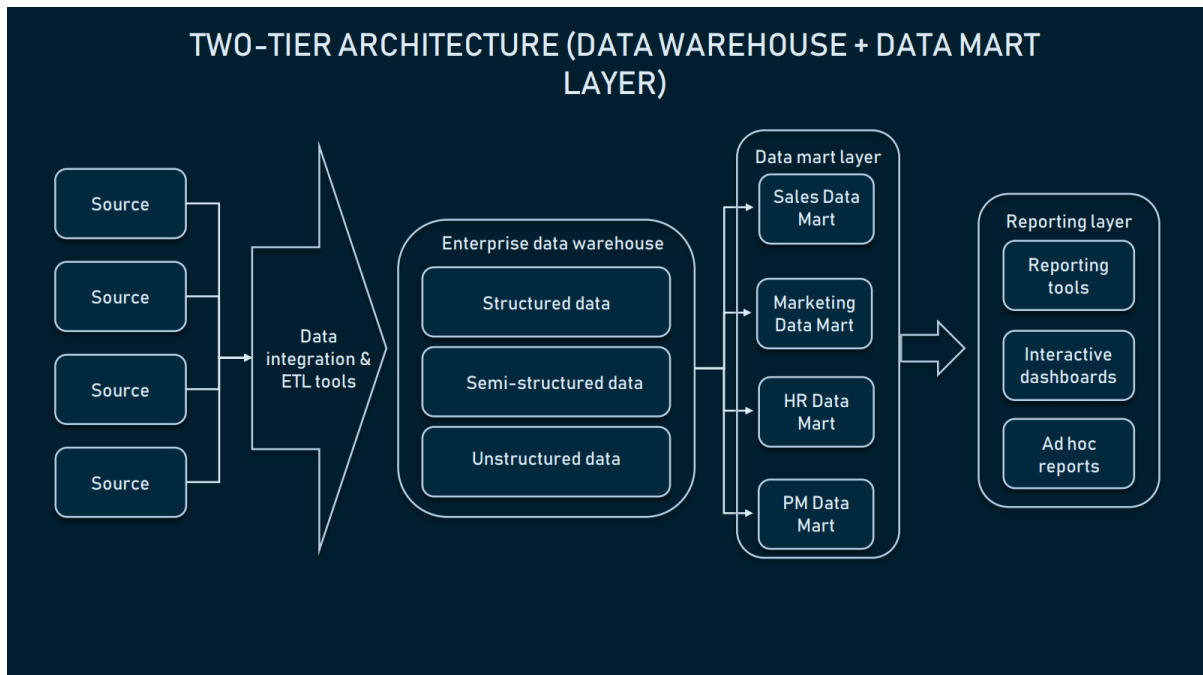 TWO-TIER ARCHITECTURE (DATA WAREHOUSE + DATA MART
LAYER)
Source
Source
Source
Source
Data
integration &
ETL tools
Enterprise data warehouse
Structured data
Semi-structured data
Unstructured data
Data mart layer
Sales Data
Mart
Marketing
Data Mart
HR Data
Mart
PM Data
Mart
Reporting layer
Reporting
tools
Interactive
dashboards
Ad hoc
reports